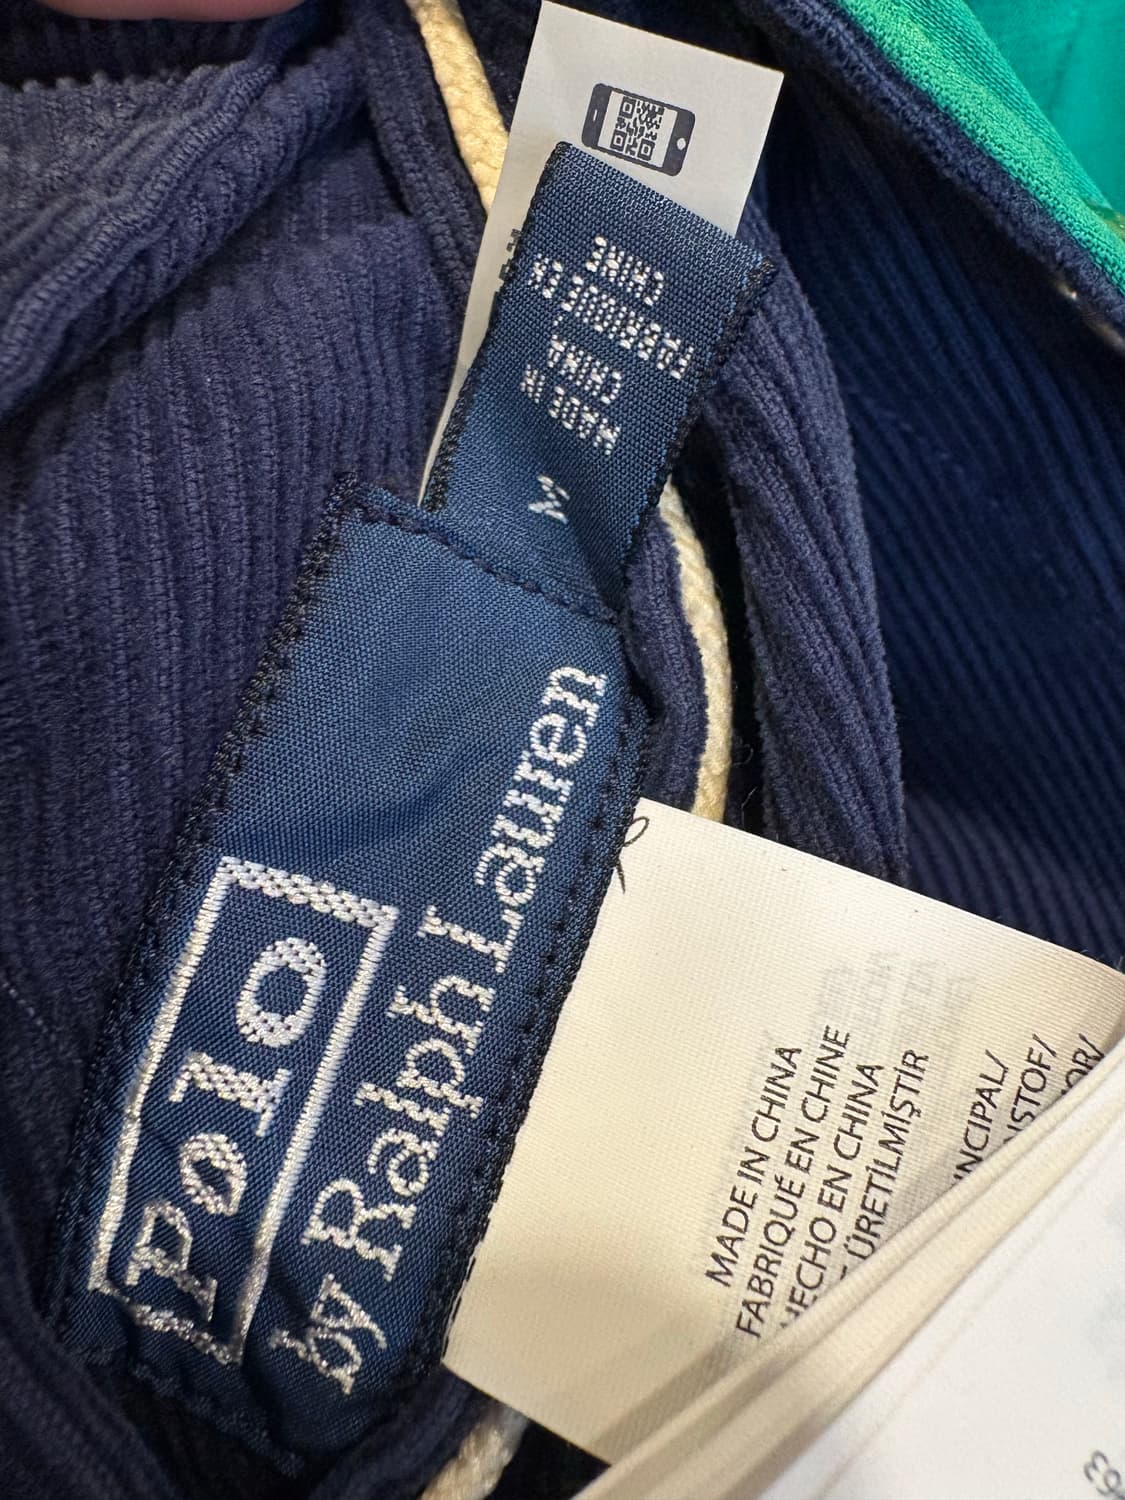 Polo
by Ralph Lauren
M
MADE IN
CHINA
FABRIQUÉ EN
CHINE
MADE IN CHINA
FABRIQUÉ EN CHINE
HECHO EN CHINA
ÜRETİLMİŞTİR